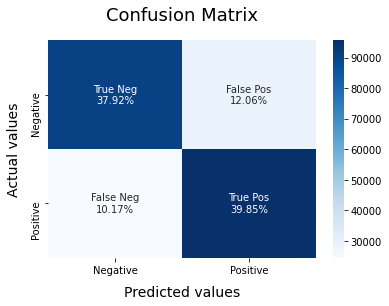 Confusion Matrix
Actual values
Negative
Positive
True Neg
37.92%
False Pos
12.06%
False Neg
10.17%
True Pos
39.85%
Negative
Positive
Predicted values
90000
80000
70000
60000
50000
40000
30000